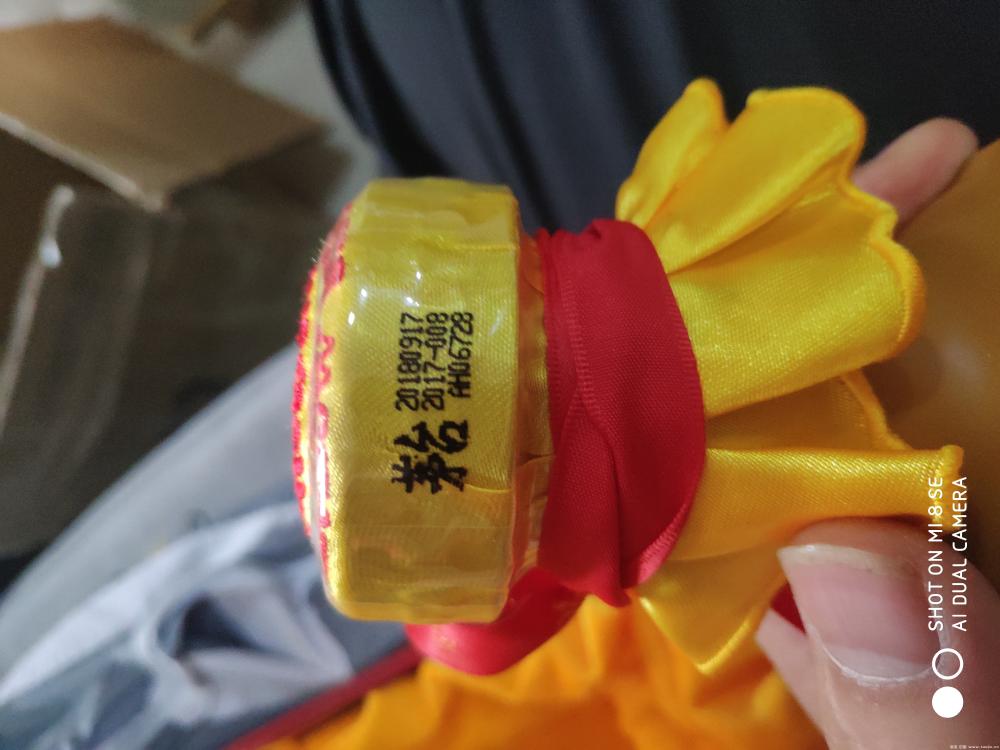 茅台
20180917
2017-008
AH06728
SHOT ON MI 8 SE
AI DUAL CAMERA